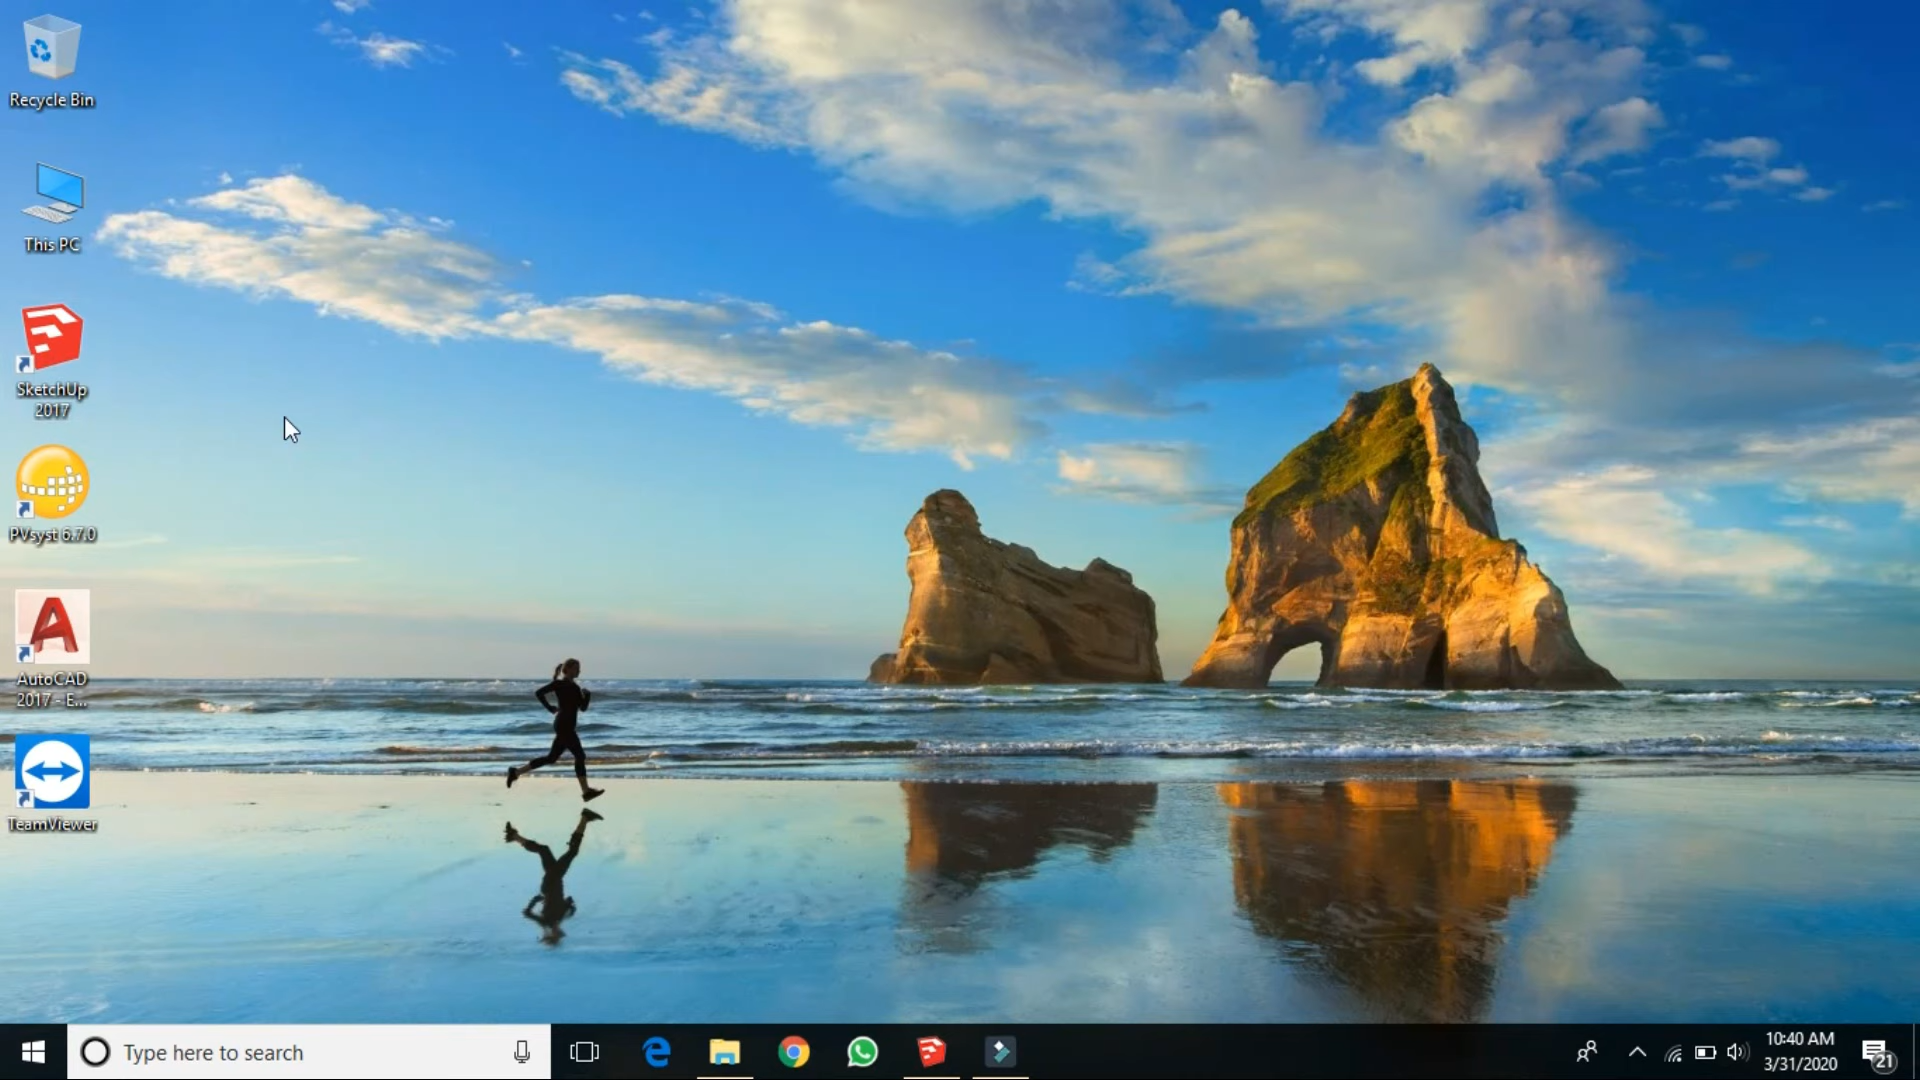 Recycle Bin
This PC
SketchUp
2017
PVsyst 6.7.0
AutoCAD
2017 - E...
TeamViewer
Type here to search
10:40 AM
3/31/2020
21